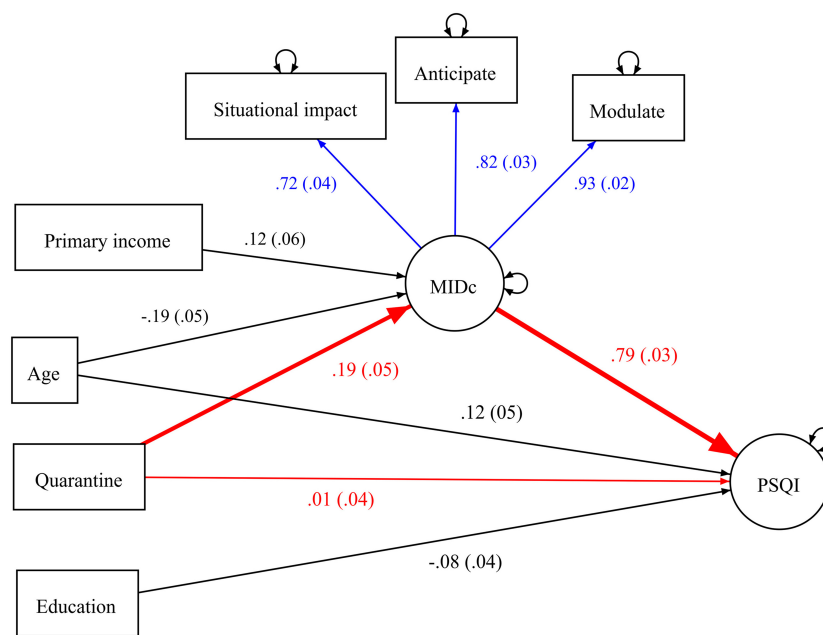 Anticipate
Situational impact
Modulate
.72 (.04)
.82 (.03)
.93 (.02)
Primary income
.12 (.06)
MIDc
-.19 (.05)
Age
.19 (.05)
.79 (.03)
.12 (05)
Quarantine
.01 (.04)
PSQI
-.08 (.04)
Education